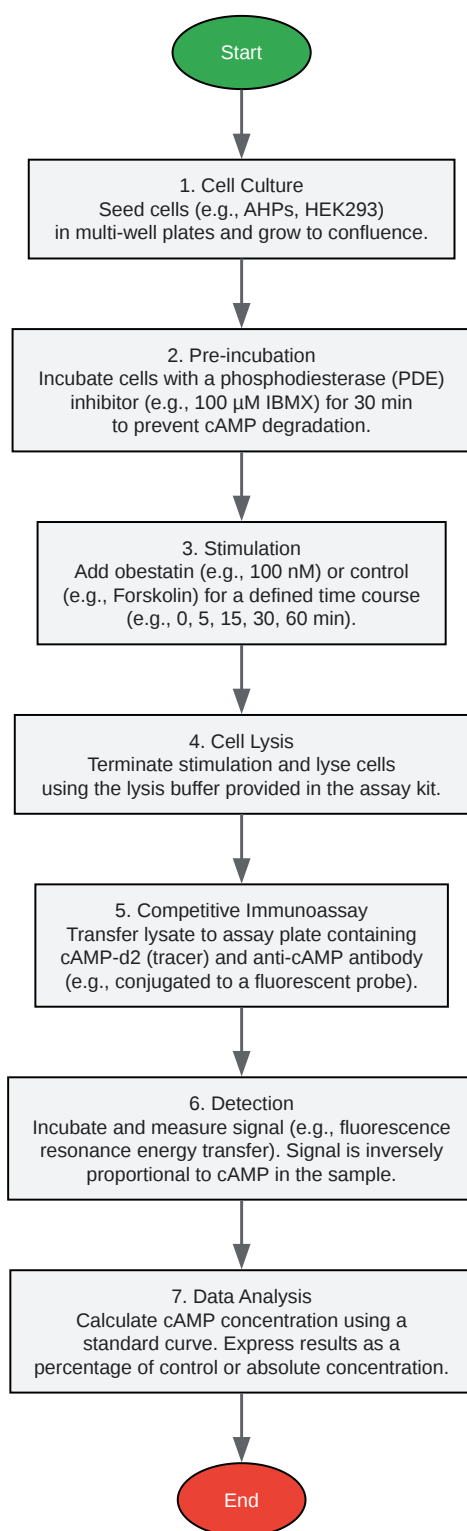 Start
1. Cell Culture
Seed cells (e.g., AHPs, HEK293)
in multi-well plates and grow to confluence.
2. Pre-incubation
Incubate cells with a phosphodiesterase (PDE)
inhibitor (e.g., 100 µM IBMX) for 30 min
to prevent cAMP degradation.
3. Stimulation
Add obestatin (e.g., 100 nM) or control
(e.g., Forskolin) for a defined time course
(e.g., 0, 5, 15, 30, 60 min).
4. Cell Lysis
Terminate stimulation and lyse cells
using the lysis buffer provided in the assay kit.
5. Competitive Immunoassay
Transfer lysate to assay plate containing
cAMP-d2 (tracer) and anti-cAMP antibody
(e.g., conjugated to a fluorescent probe).
6. Detection
Incubate and measure signal (e.g., fluorescence
resonance energy transfer). Signal is inversely
proportional to cAMP in the sample.
7. Data Analysis
Calculate cAMP concentration using a
standard curve. Express results as a
percentage of control or absolute concentration.
End